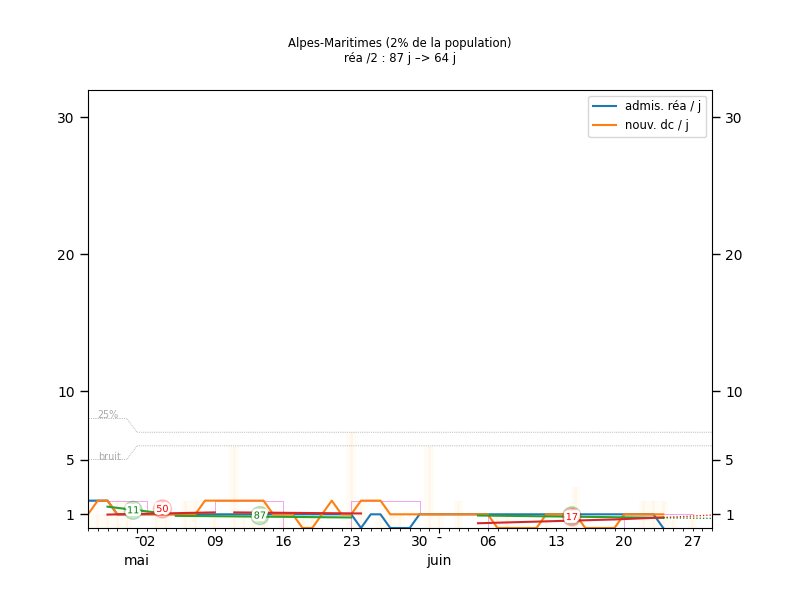 Alpes-Maritimes (2% de la population)
réa /2 : 87 j –> 64 j
admis. réa / j
nouv. dc / j
30 30
20 20
10 10
25%
5 bruit 5
1 11 50 87 17 1
02 09 16 23 30 06 13 20 27
mai juin